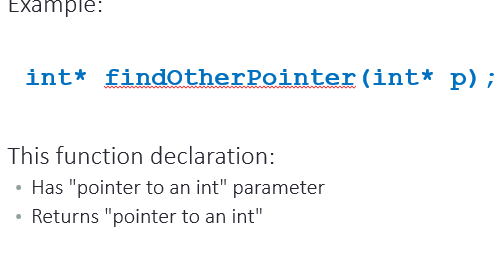 Example:
int* findOtherPointer(int* p);
This function declaration:
• Has "pointer to an int" parameter
• Returns "pointer to an int"